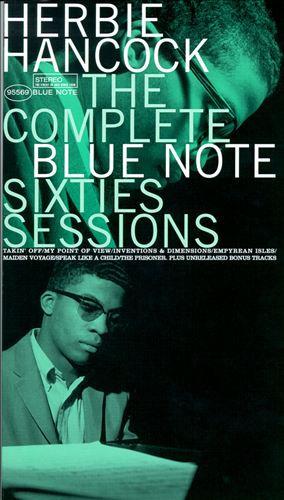 HERBIE
HANCOCK
STEREO
95569 BLUE NOTE
THE
COMPLETE
BLUE NOTE
SIXTIES
SESSIONS
TAKIN' OFF/MY POINT OF VIEW/INVENTIONS & DIMENSIONS/EMPYREAN ISLES/
MAIDEN VOYAGE/SPEAK LIKE A CHILD/THE PRISONER. PLUS UNRELEASED BONUS TRACKS